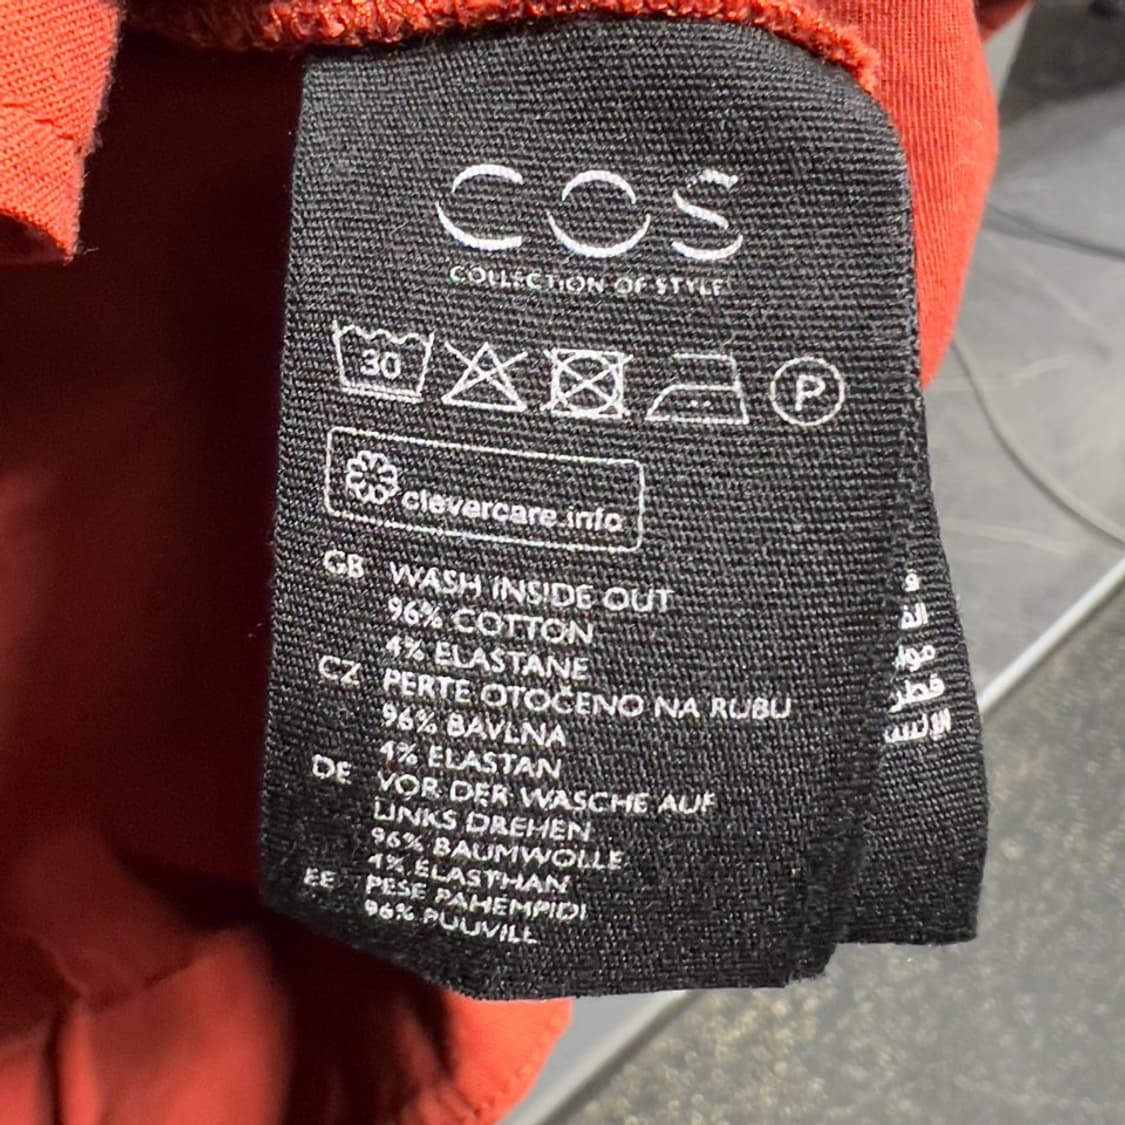 COS
COLLECTION OF STYLE
30
P
clevercare.info
GB WASH INSIDE OUT
96% COTTON
4% ELASTANE
CZ PERTE OTOČENO NA RUBU
96% BAVLNA
4% ELASTAN
DE VOR DER WÄSCHE AUF
LINKS DREHEN
96% BAUMWOLLE
4% ELASTHAN
EE PESE PAHEMPIDI
96% PUUVILL
قطن